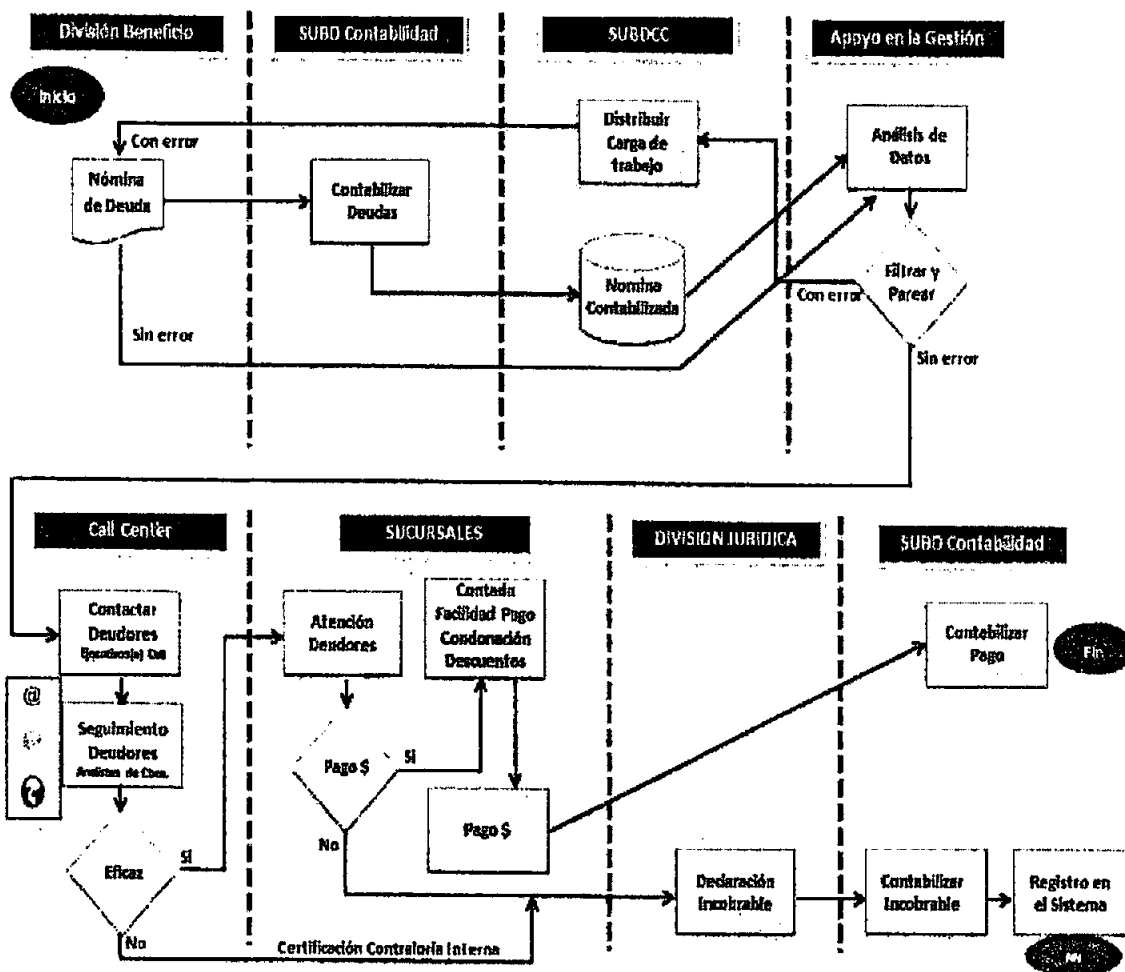 División Beneficio
SUBD Contabilidad
SUBDCC
Apoyo en la Gestión
Inicio
Con error
Nómina
de Deuda
Sin error
Contabilizar
Deudas
Distribuir
Carga de
trabajo
Nomina
Contabilizada
Análisis de
Datos
Filtrar y
Parear
Con error
Sin error
Call Center
SUCURSALES
DIVISION JURIDICA
SUBD Contabilidad
Contactar
Deudores
Call
@
Seguimiento
Deudores
Analistas de
Eficaz
Si
No
Atención
Deudores
Pago $
Si
No
Contado
Facilidad Pago
Condonación
Descuentos
Pago $
Certificación Contraloría Interna
Declaración
Incobrable
Contabilizar
Pago
Fin
Contabilizar
Incobrable
Registro en
el Sistema